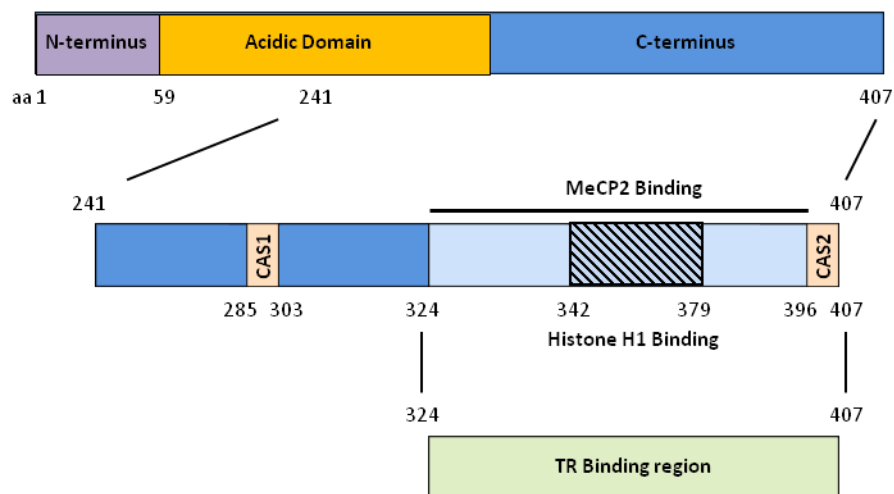 N-terminus Acidic Domain C-terminus
aa 1 59 241 407
MeCP2 Binding
241 407
CAS1 CAS2
285 303 324 342 379 396 407
Histone H1 Binding
324 407
TR Binding region